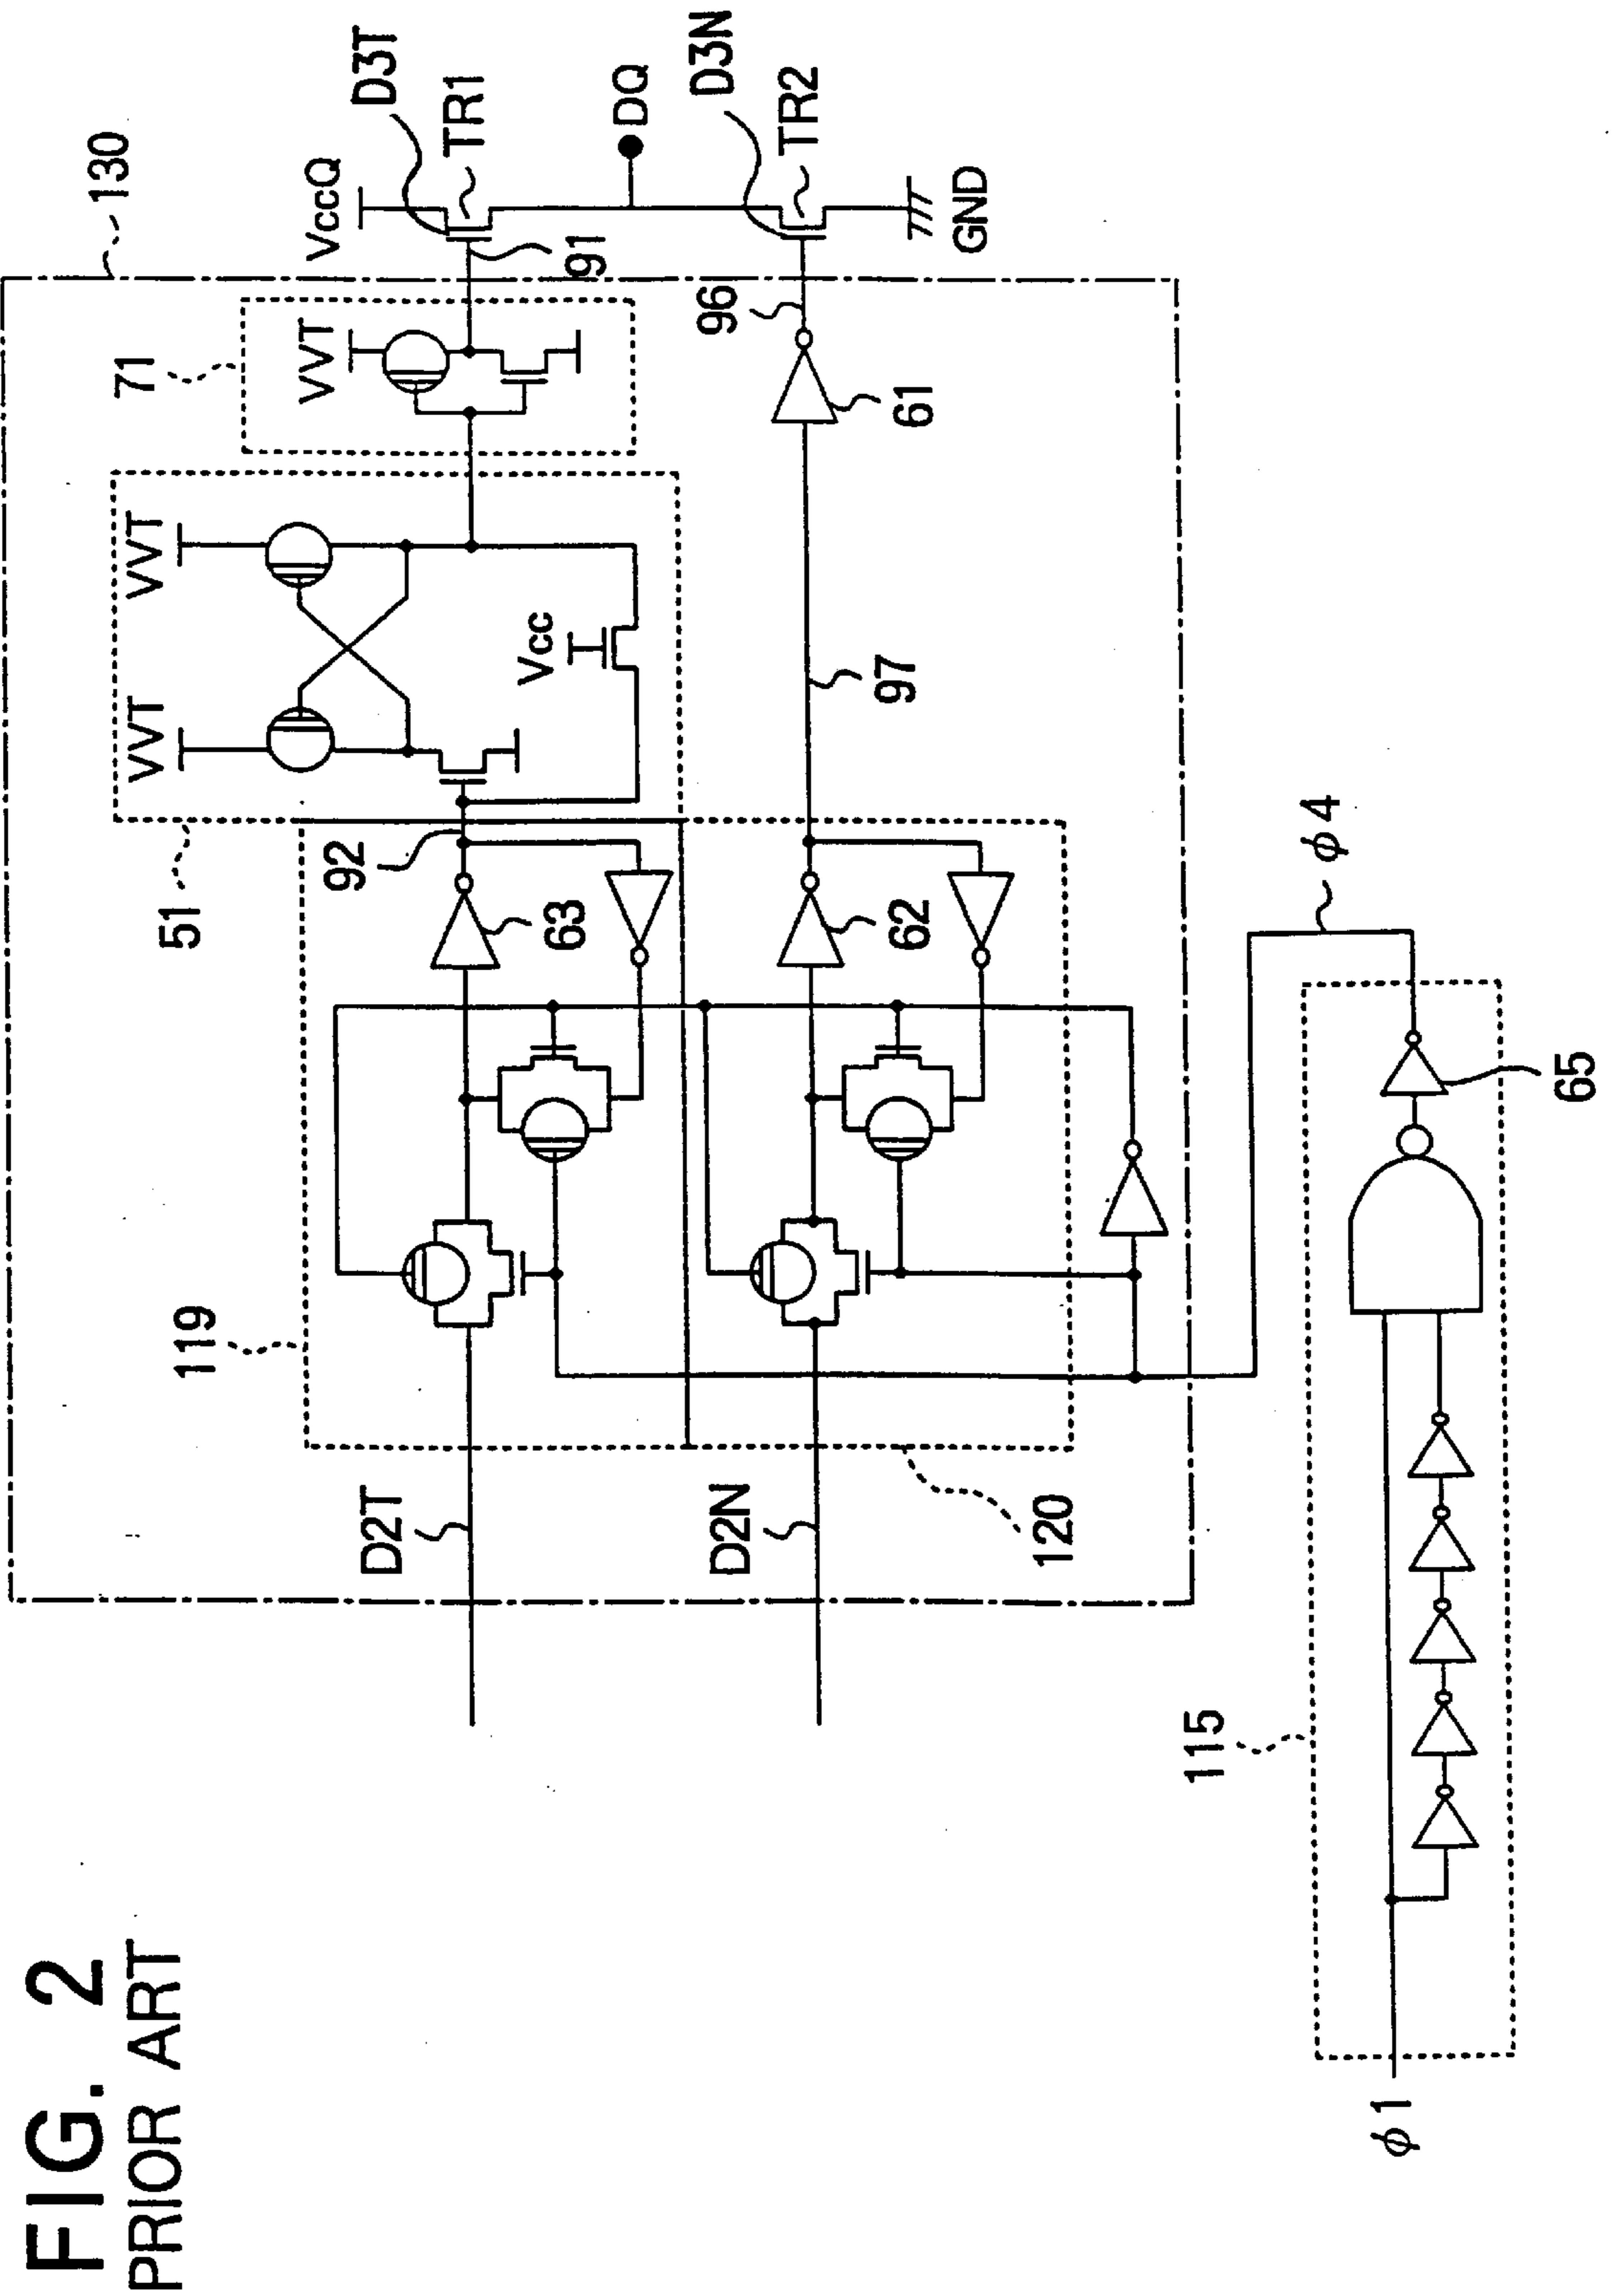 FIG. 2
PRIOR ART
130
D3T
VccQ
TR1
91
DQ
D3N
TR2
GND
71
VVT
96
61
51
VVT
VVT
Vcc
92
63
97
62
119
D2T
D2N
120
φ4
115
65
φ1